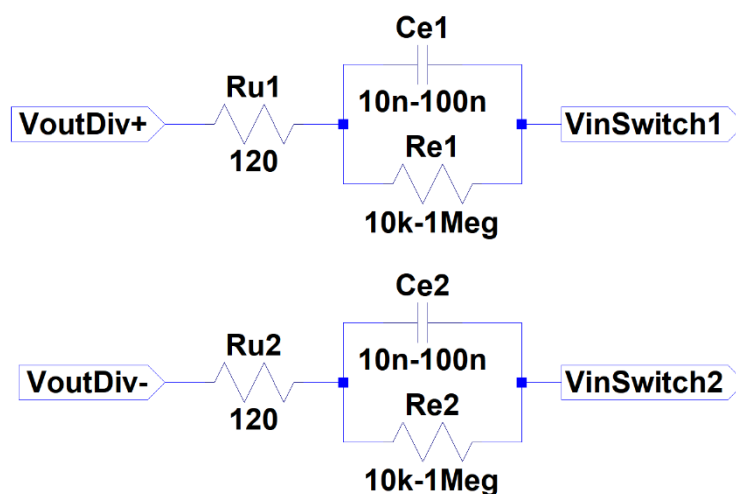 Ce1
Ru1
VoutDiv+
10n-100n
VinSwitch1
120
Re1
10k-1Meg
Ce2
Ru2
VoutDiv-
10n-100n
VinSwitch2
120
Re2
10k-1Meg